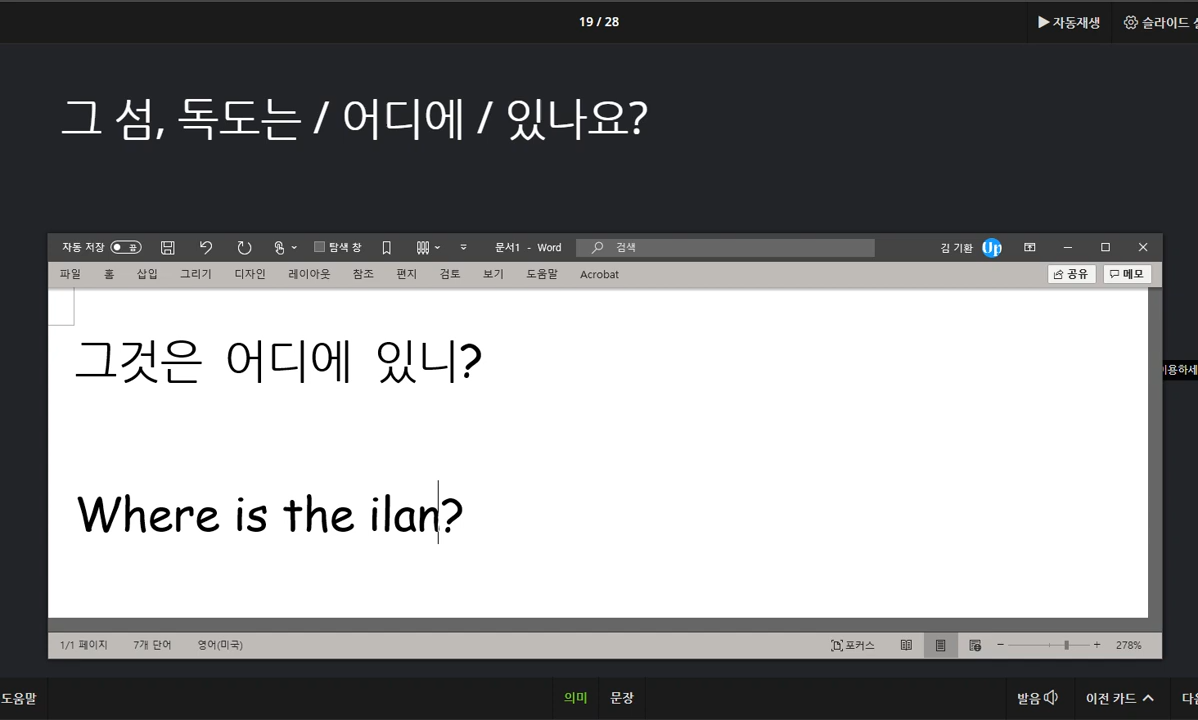 19 / 28
자동재생
슬라이드
그 섬, 독도는 / 어디에 / 있나요?
자동 저장
탐색 창
문서1 - Word
검색
김 기환
Up
파일 홈 삽입 그리기 디자인 레이아웃 참조 편지 검토 보기 도움말 Acrobat
공유
메모
그것은 어디에 있니?
이용하세
Where is the ilan?
1/1 페이지 7개 단어 영어(미국)
포커스
278%
도움말
의미
문장
발음
이전 카드